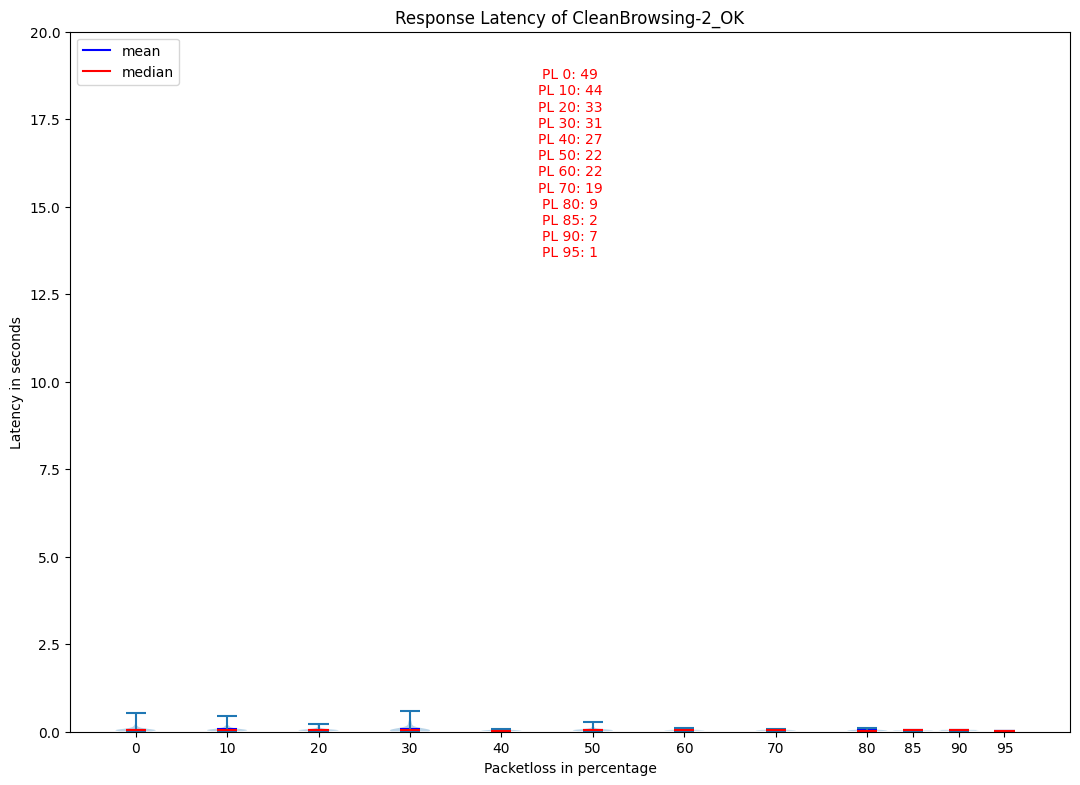 Response Latency of CleanBrowsing-2_OK
mean
median
PL 0: 49
PL 10: 44
PL 20: 33
PL 30: 31
PL 40: 27
PL 50: 22
PL 60: 22
PL 70: 19
PL 80: 9
PL 85: 2
PL 90: 7
PL 95: 1
20.0
17.5
15.0
12.5
10.0
7.5
5.0
2.5
0.0
Latency in seconds
0 10 20 30 40 50 60 70 80 85 90 95
Packetloss in percentage